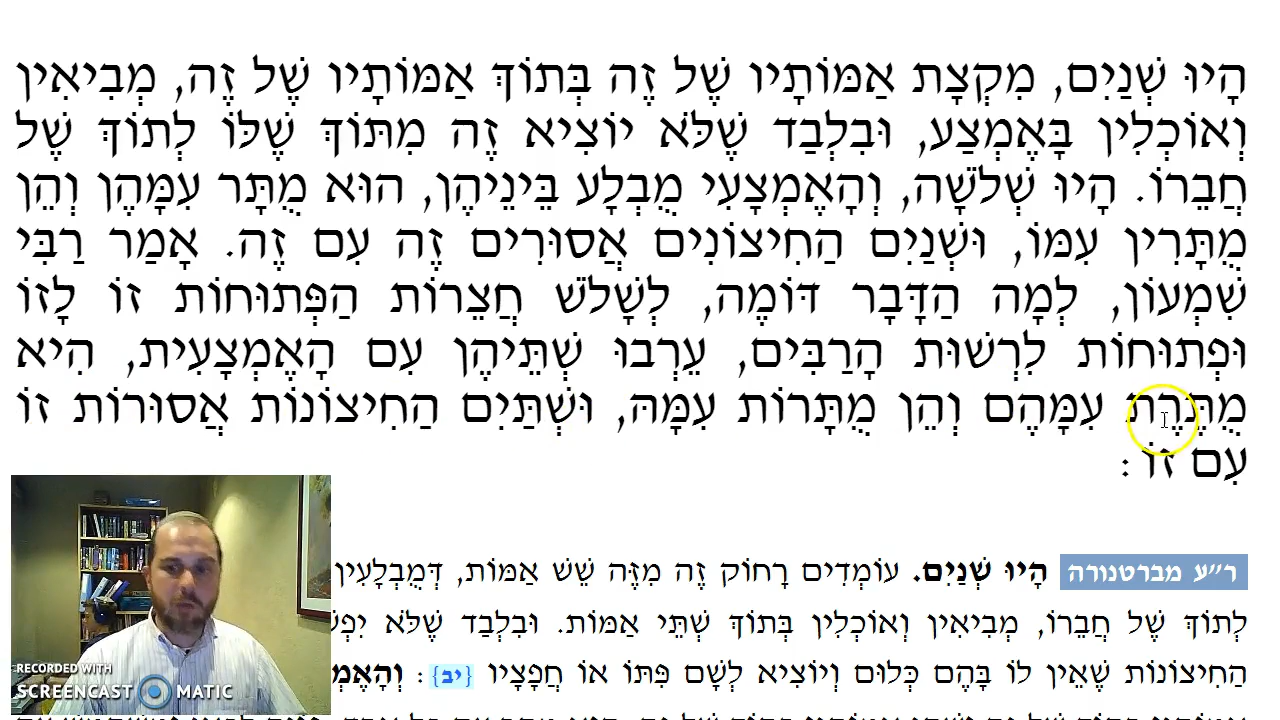 הָיוּ שְׁנַיִם, מִקְצָת אַמּוֹתָיו שֶׁל זֶה בְּתוֹךְ אַמּוֹתָיו שֶׁל זֶה, מְבִיאִין
וְאוֹכְלִין בָּאֶמְצַע, וּבִלְבַד שֶׁלֹּא יוֹצִיא זֶה מִתּוֹךְ שֶׁלּוֹ לְתוֹךְ שֶׁל
חֲבֵרוֹ. הָיוּ שְׁלֹשָׁה, וְהָאֶמְצָעִי מֻבְלָע בֵּינֵיהֶן, הוּא מֻתָּר עִמָּהֶן וְהֵן
מֻתָּרִין עִמּוֹ, וּשְׁנַיִם הַחִיצוֹנִים אֲסוּרִים זֶה עִם זֶה. אָמַר רַבִּי
שִׁמְעוֹן, לְמָה הַדָּבָר דּוֹמֶה, לְשָׁלֹשׁ חֲצֵרוֹת הַפְּתוּחוֹת זוֹ לָזוֹ
וּפְתוּחוֹת לִרְשׁוּת הָרַבִּים, עֵרְבוּ שְׁתֵּיהֶן עִם הָאֶמְצָעִית, הִיא
מֻתֶּרֶת עִמָּהֶם וְהֵן מֻתָּרוֹת עִמָּהּ, וּשְׁתַּיִם הַחִיצוֹנוֹת אֲסוּרוֹת זוֹ
עִם זוֹ :
ר״ע מברטנורה הָיוּ שְׁנַיִם. עוֹמְדִים רָחוֹק זֶה מִזֶּה שֵׁשׁ אַמּוֹת, דְּמֻבְלָעִין
לְתוֹךְ שֶׁל חֲבֵרוֹ, מְבִיאִין וְאוֹכְלִין בְּתוֹךְ שְׁתֵּי אַמּוֹת. וּבִלְבַד שֶׁלֹּא
הַחִיצוֹנוֹת שֶׁאֵין לוֹ בָּהֶם כְּלוּם וְיוֹצִיא לְשָׁם פִּתּוֹ אוֹ חֲפָצָיו {יב} :
RECORDED WITH
SCREENCAST MATIC